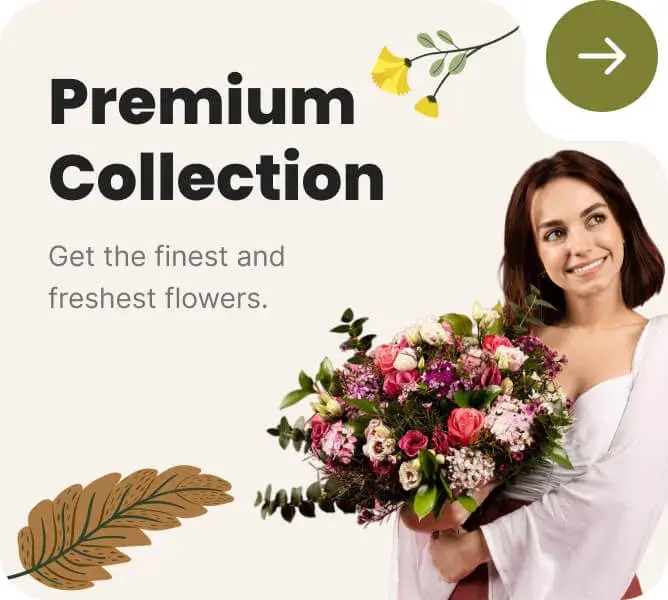 Premium
Collection
Get the finest and
freshest flowers.